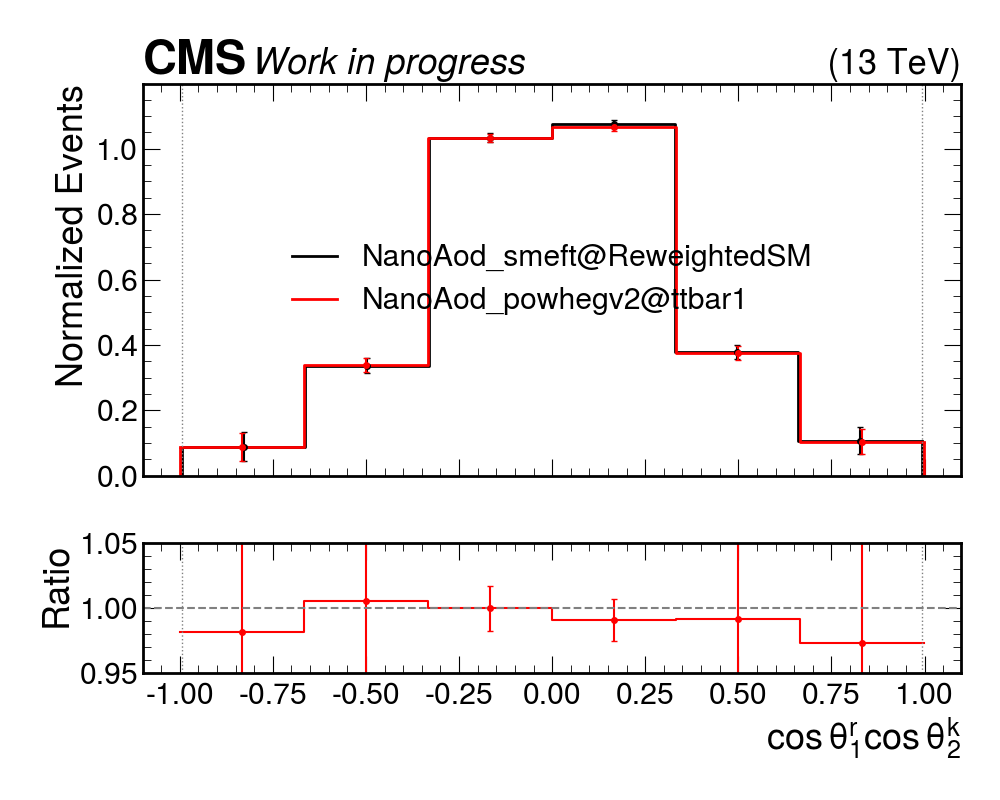 CMS Work in progress (13 TeV)
Normalized Events
1.0
0.8
0.6
0.4
0.2
0.0
NanoAod_smeft@ReweightedSM
NanoAod_powhegv2@ttbar1
Ratio
1.05
1.00
0.95
-1.00 -0.75 -0.50 -0.25 0.00 0.25 0.50 0.75 1.00
cos θ₁ʳcos θ₂ᵏ